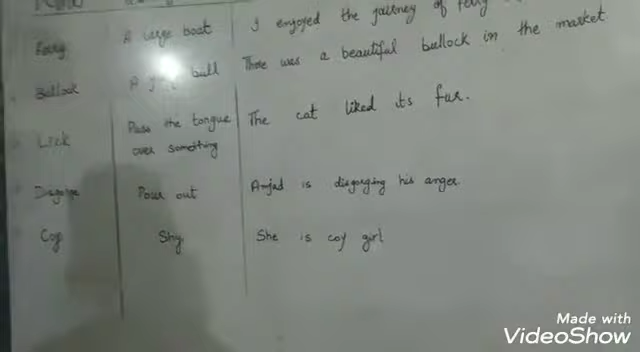 Ferry A large boat I enjoyed the journey of ferry
Bullock A bull There was a beautiful bullock in the market
Lick Pass the tongue over something The cat liked its fur.
Disgorge Pour out Amjad is disgorging his anger
Coy Shy She is coy girl
Made with
VideoShow